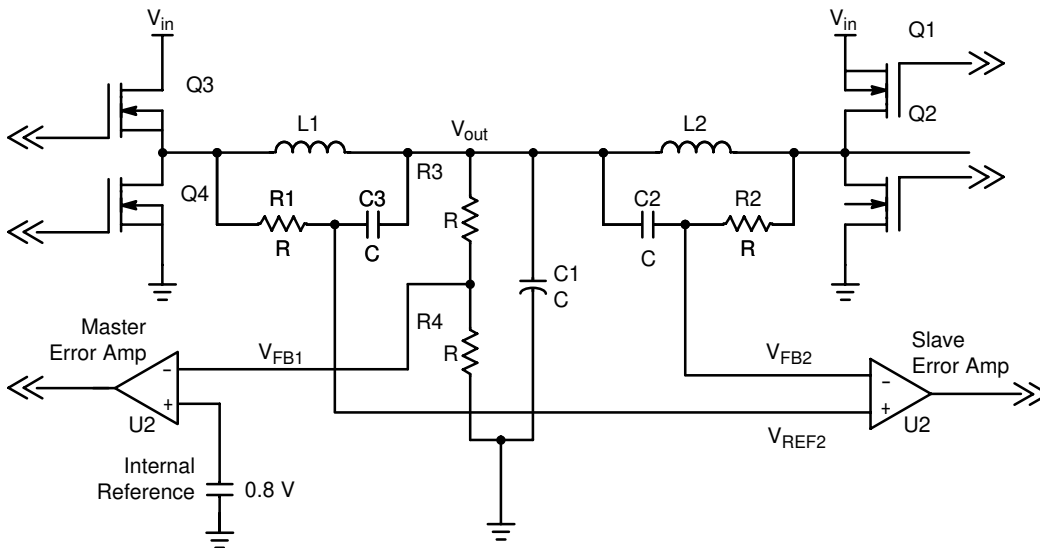 Vin
Vin
Q1
Q3
Q2
L1
Vout
L2
R3
Q4
R1
C3
C2
R2
R
R
C
R
C
C1
C
Master
Error Amp
R4
R
VFB1
VFB2
Slave
Error Amp
-
+
-
+
U2
U2
VREF2
Internal
Reference
0.8 V